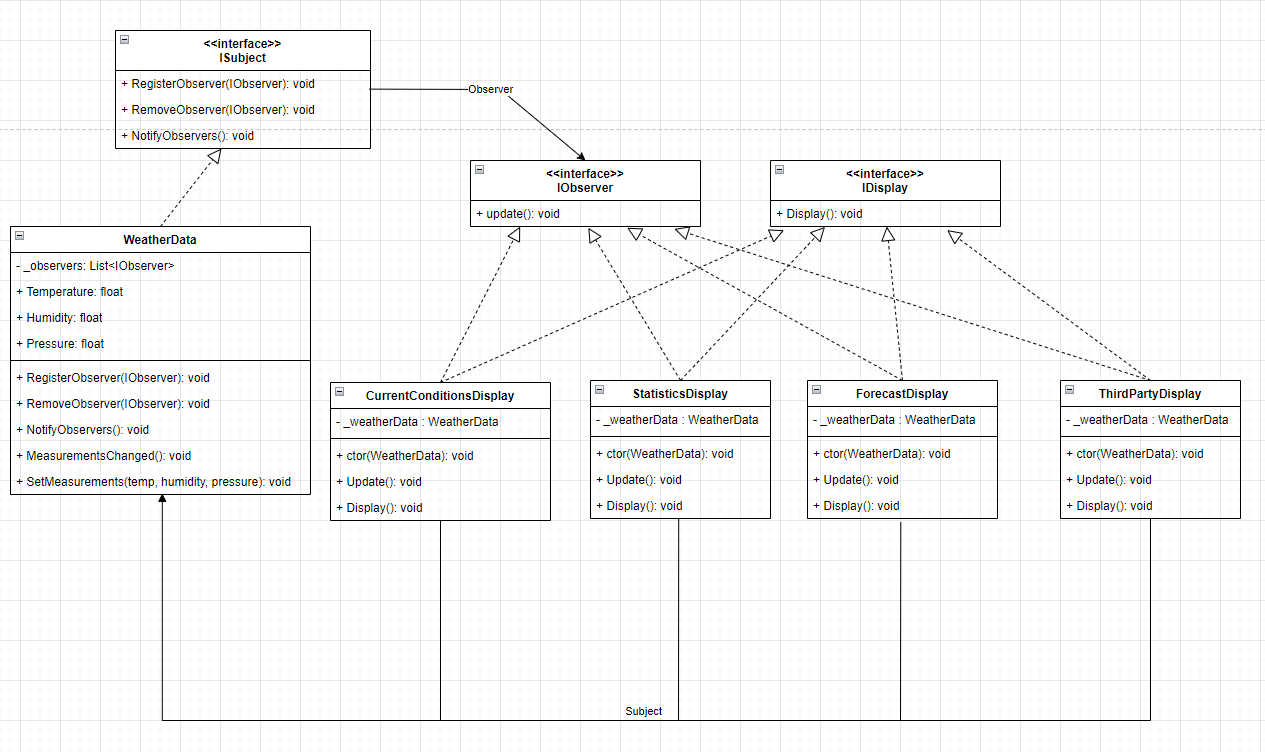 <<interface>>
ISubject
+ RegisterObserver(IObserver): void
+ RemoveObserver(IObserver): void
+ NotifyObservers(): void
Observer
<<interface>>
IObserver
+ update(): void
<<interface>>
IDisplay
+ Display(): void
WeatherData
- _observers: List<IObserver>
+ Temperature: float
+ Humidity: float
+ Pressure: float
+ RegisterObserver(IObserver): void
+ RemoveObserver(IObserver): void
+ NotifyObservers(): void
+ MeasurementsChanged(): void
+ SetMeasurements(temp, humidity, pressure): void
CurrentConditionsDisplay
- _weatherData : WeatherData
+ ctor(WeatherData): void
+ Update(): void
+ Display(): void
StatisticsDisplay
- _weatherData : WeatherData
+ ctor(WeatherData): void
+ Update(): void
+ Display(): void
ForecastDisplay
- _weatherData : WeatherData
+ ctor(WeatherData): void
+ Update(): void
+ Display(): void
ThirdPartyDisplay
- _weatherData : WeatherData
+ ctor(WeatherData): void
+ Update(): void
+ Display(): void
Subject